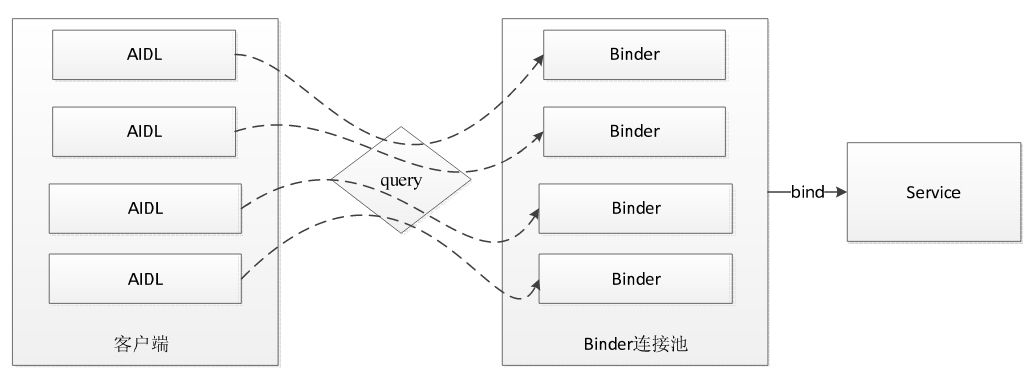 AIDL
AIDL
AIDL
AIDL
客户端
query
Binder
Binder
Binder
Binder
Binder连接池
bind
Service